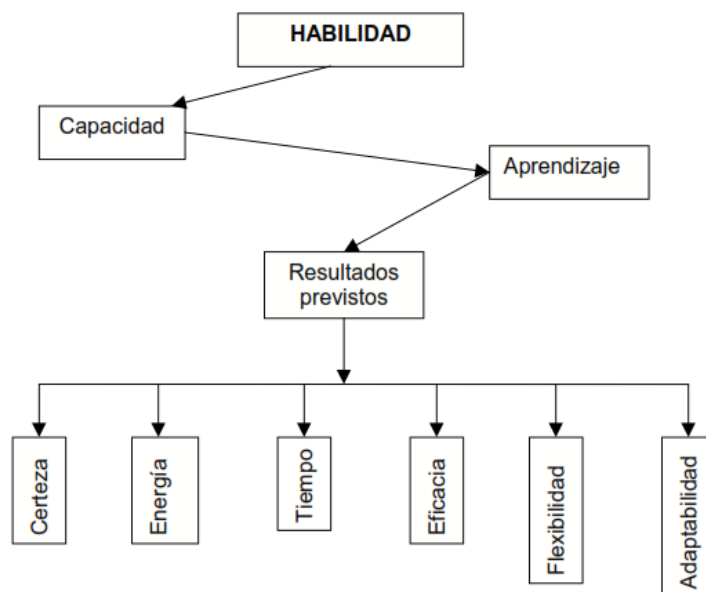 HABILIDAD
Capacidad
Aprendizaje
Resultados
previstos
Certeza
Energía
Tiempo
Eficacia
Flexibilidad
Adaptabilidad